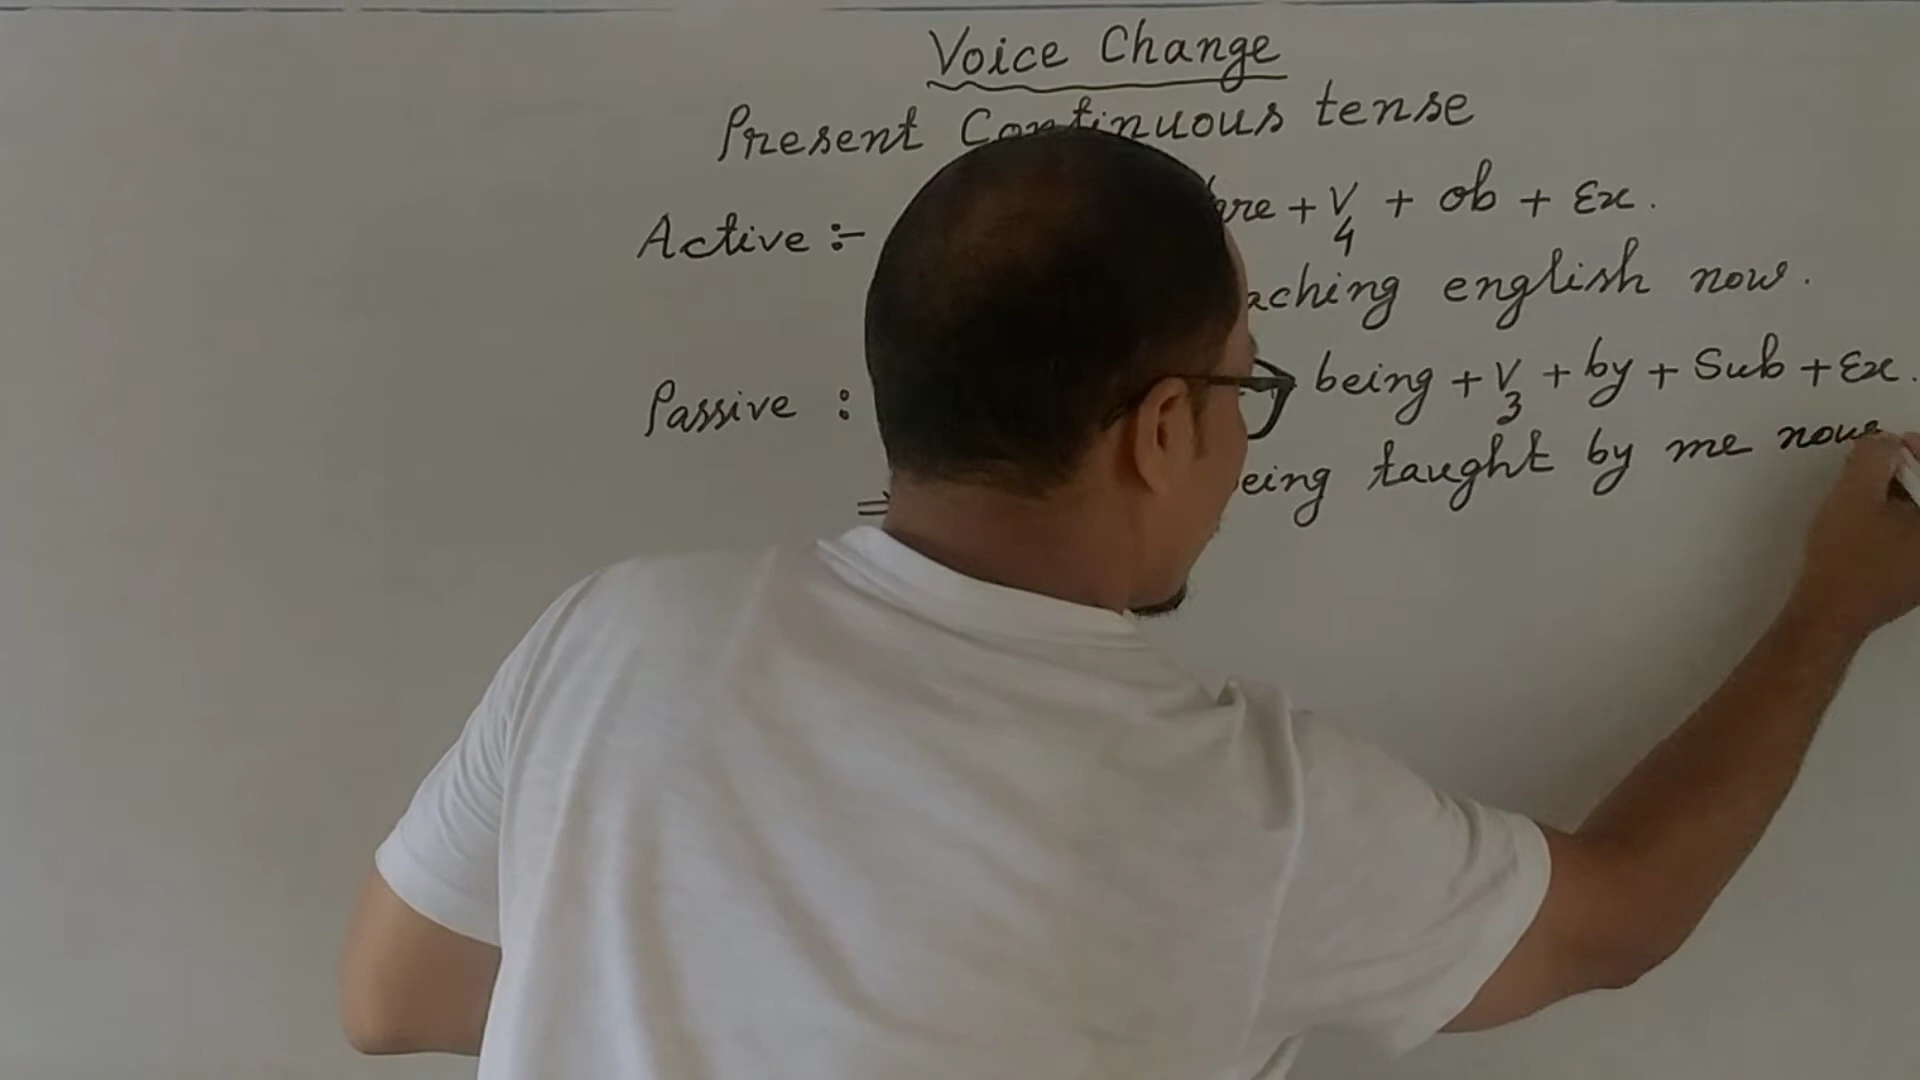 Voice Change
Present Continuous tense
Active :- are + V4 + ob + Ex.
aching english now.
Passive : being + V3 + by + Sub + Ex.
⇒ eing taught by me now